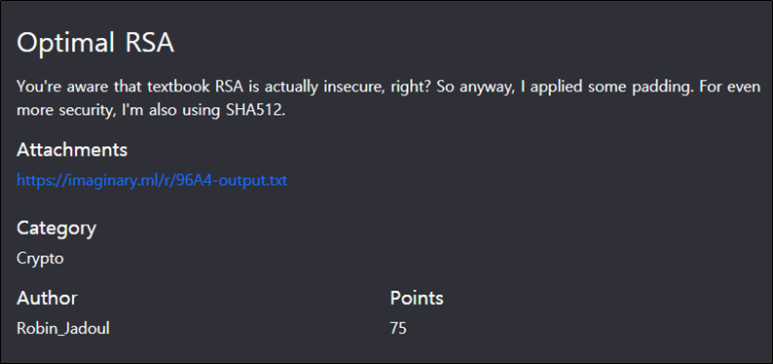 Optimal RSA
You're aware that textbook RSA is actually insecure, right? So anyway, I applied some padding. For even
more security, I'm also using SHA512.
Attachments
https://imaginary.ml/r/96A4-output.txt
Category
Crypto
Author
Points
Robin_Jadoul
75